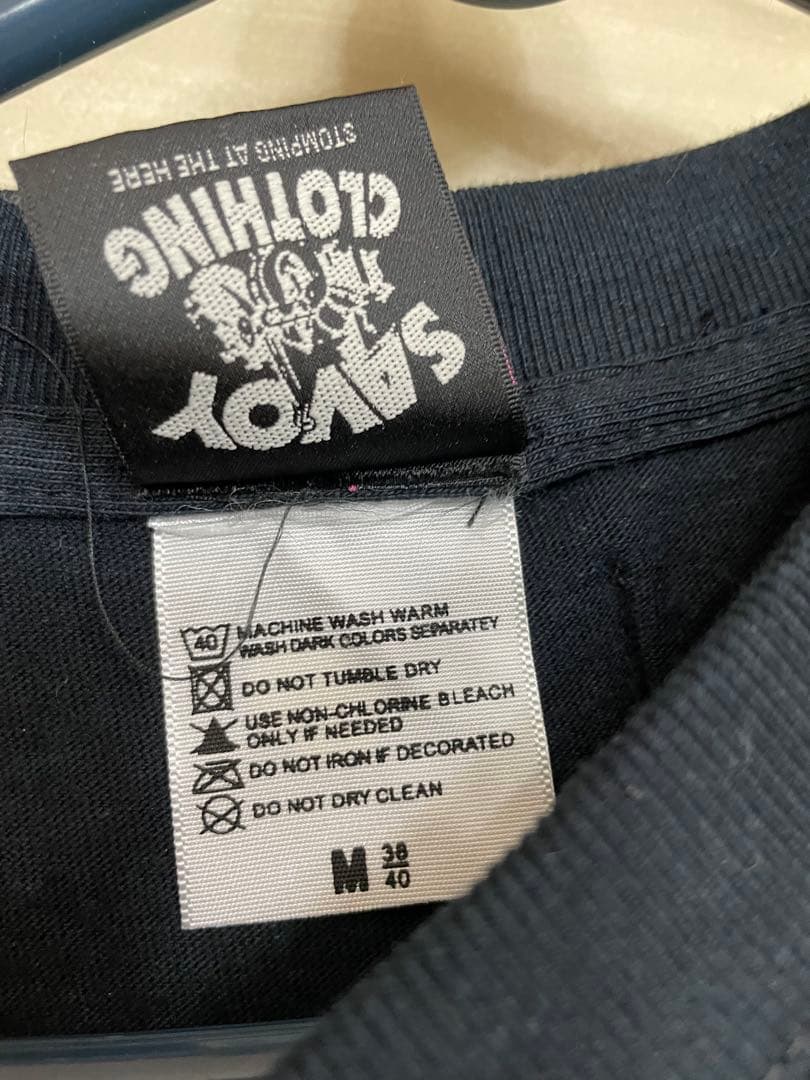 SAVOY
CLOTHING
STOMPING AT THE HERE
40 MACHINE WASH WARM
WASH DARK COLORS SEPARATEY
DO NOT TUMBLE DRY
USE NON-CHLORINE BLEACH
ONLY IF NEEDED
DO NOT IRON IF DECORATED
DO NOT DRY CLEAN
M 38
40